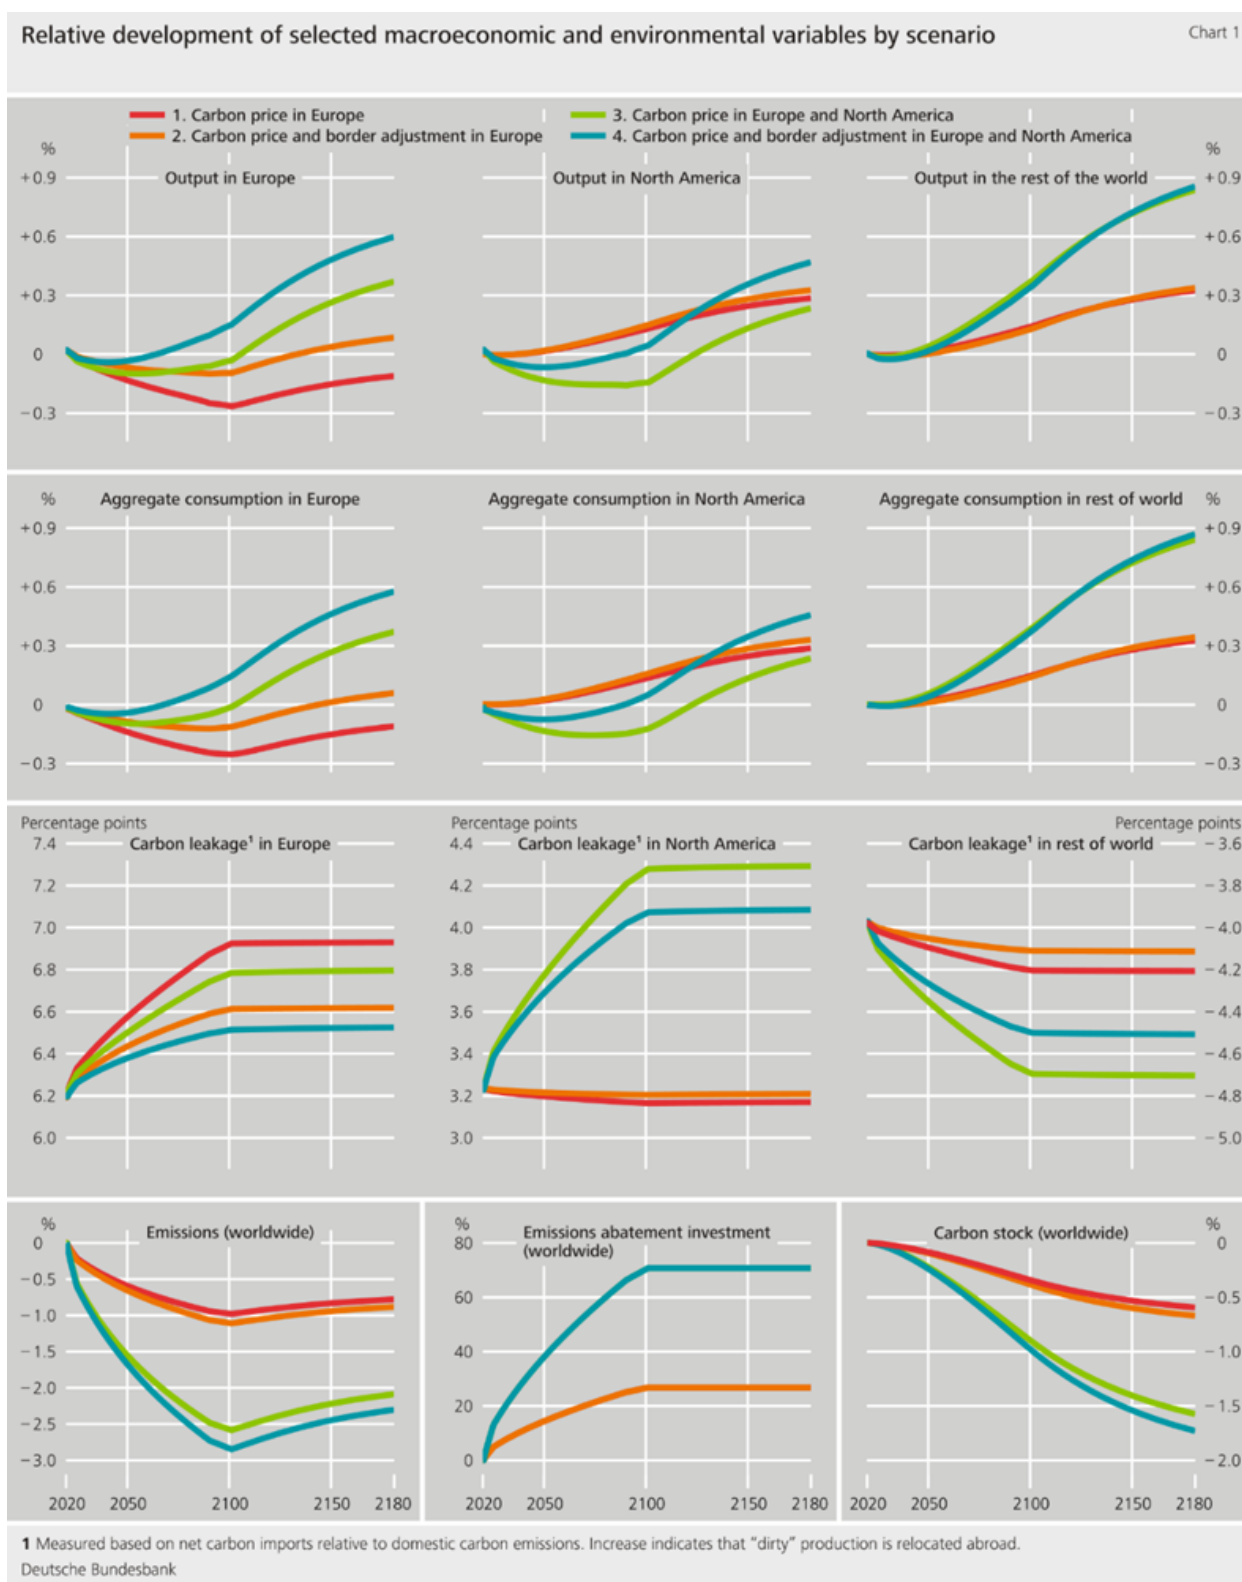 Relative development of selected macroeconomic and environmental variables by scenario
Chart 1
1. Carbon price in Europe
3. Carbon price in Europe and North America
2. Carbon price and border adjustment in Europe
4. Carbon price and border adjustment in Europe and North America
%
%
Output in Europe
Output in North America
Output in the rest of the world
+0.9
+0.9
+0.6
+0.6
+0.3
+0.3
0
0
−0.3
−0.3
%
Aggregate consumption in Europe
Aggregate consumption in North America
Aggregate consumption in rest of world
%
+0.9
+0.9
+0.6
+0.6
+0.3
+0.3
0
0
−0.3
−0.3
Percentage points
Percentage points
Percentage points
7.4
Carbon leakage¹ in Europe
4.4
Carbon leakage¹ in North America
Carbon leakage¹ in rest of world
−3.6
7.2
4.2
−3.8
7.0
4.0
−4.0
6.8
3.8
−4.2
6.6
3.6
−4.4
6.4
3.4
−4.6
6.2
3.2
−4.8
6.0
3.0
−5.0
%
Emissions (worldwide)
%
Emissions abatement investment
(worldwide)
Carbon stock (worldwide)
%
0
80
0
−0.5
60
−0.5
−1.0
−1.5
40
−1.0
−2.0
20
−1.5
−2.5
−3.0
0
−2.0
2020 2050 2100 2150 2180
2020 2050 2100 2150 2180
2020 2050 2100 2150 2180
1 Measured based on net carbon imports relative to domestic carbon emissions. Increase indicates that “dirty” production is relocated abroad.
Deutsche Bundesbank